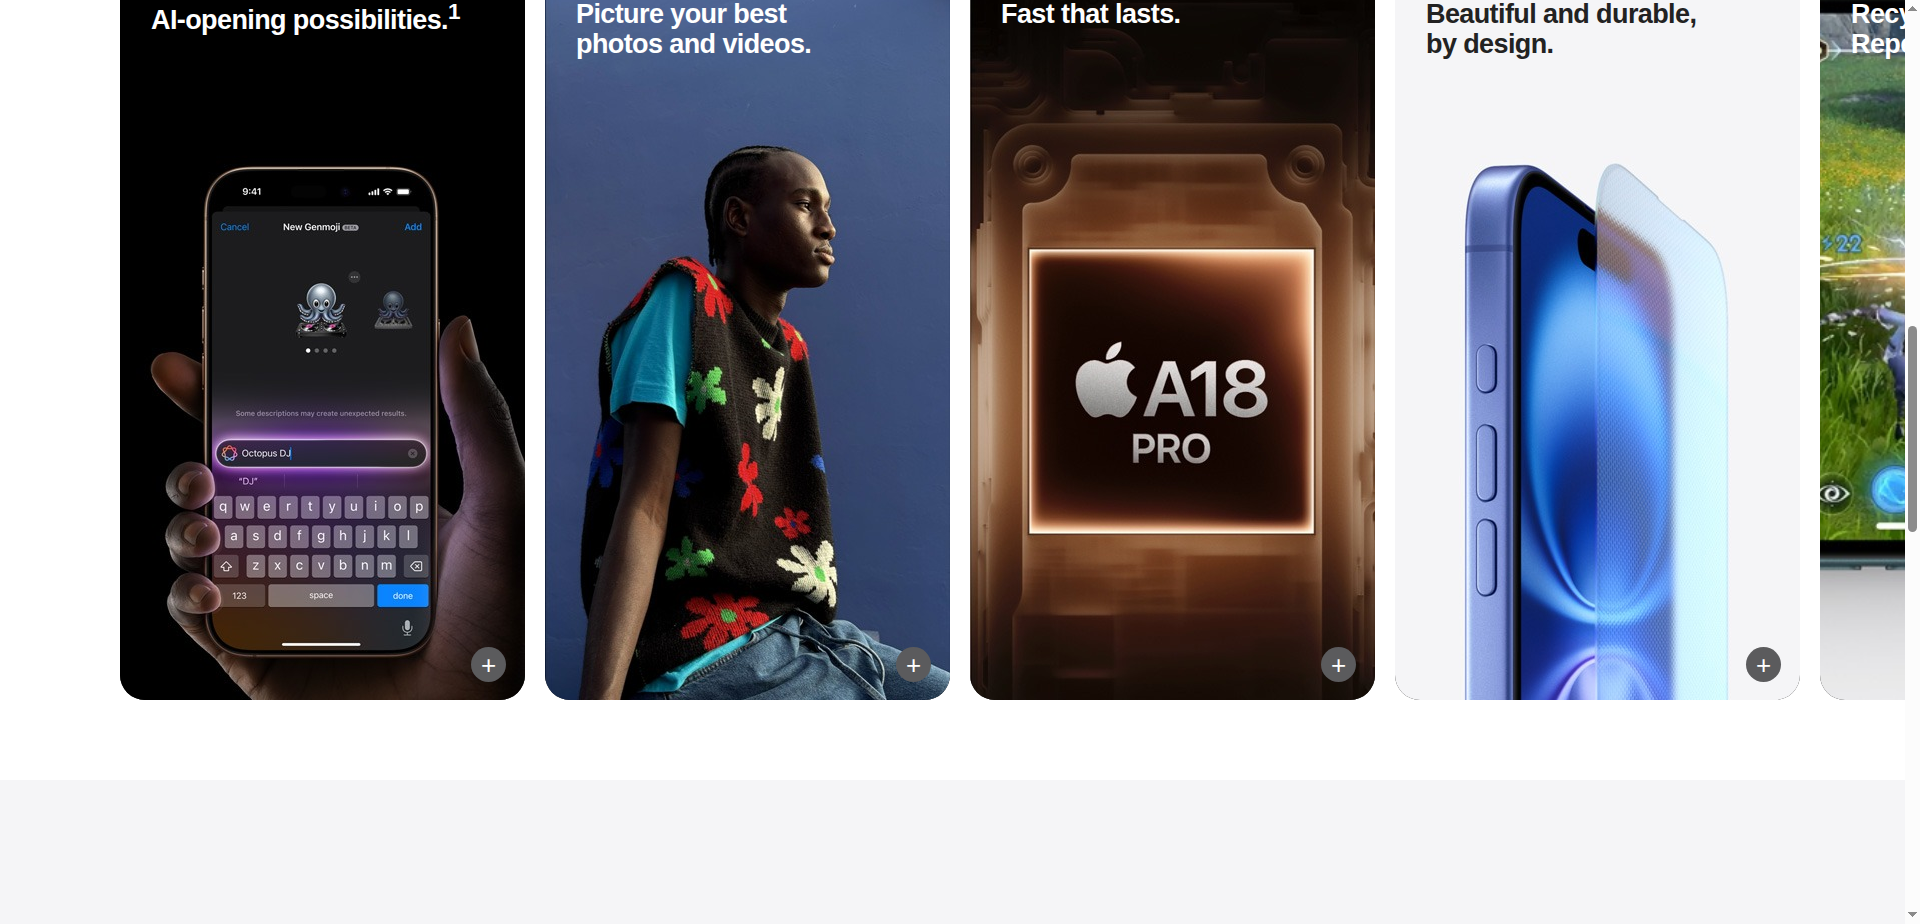 AI-opening possibilities.1
Picture your best
photos and videos.
Fast that lasts.
Beautiful and durable,
by design.
9:41
Cancel
New Genmoji BETA
Add
Some descriptions may create unexpected results.
Octopus DJ
"DJ"
q w e r t y u i o p
a s d f g h j k l
z x c v b n m
123
space
done
A18
PRO
22